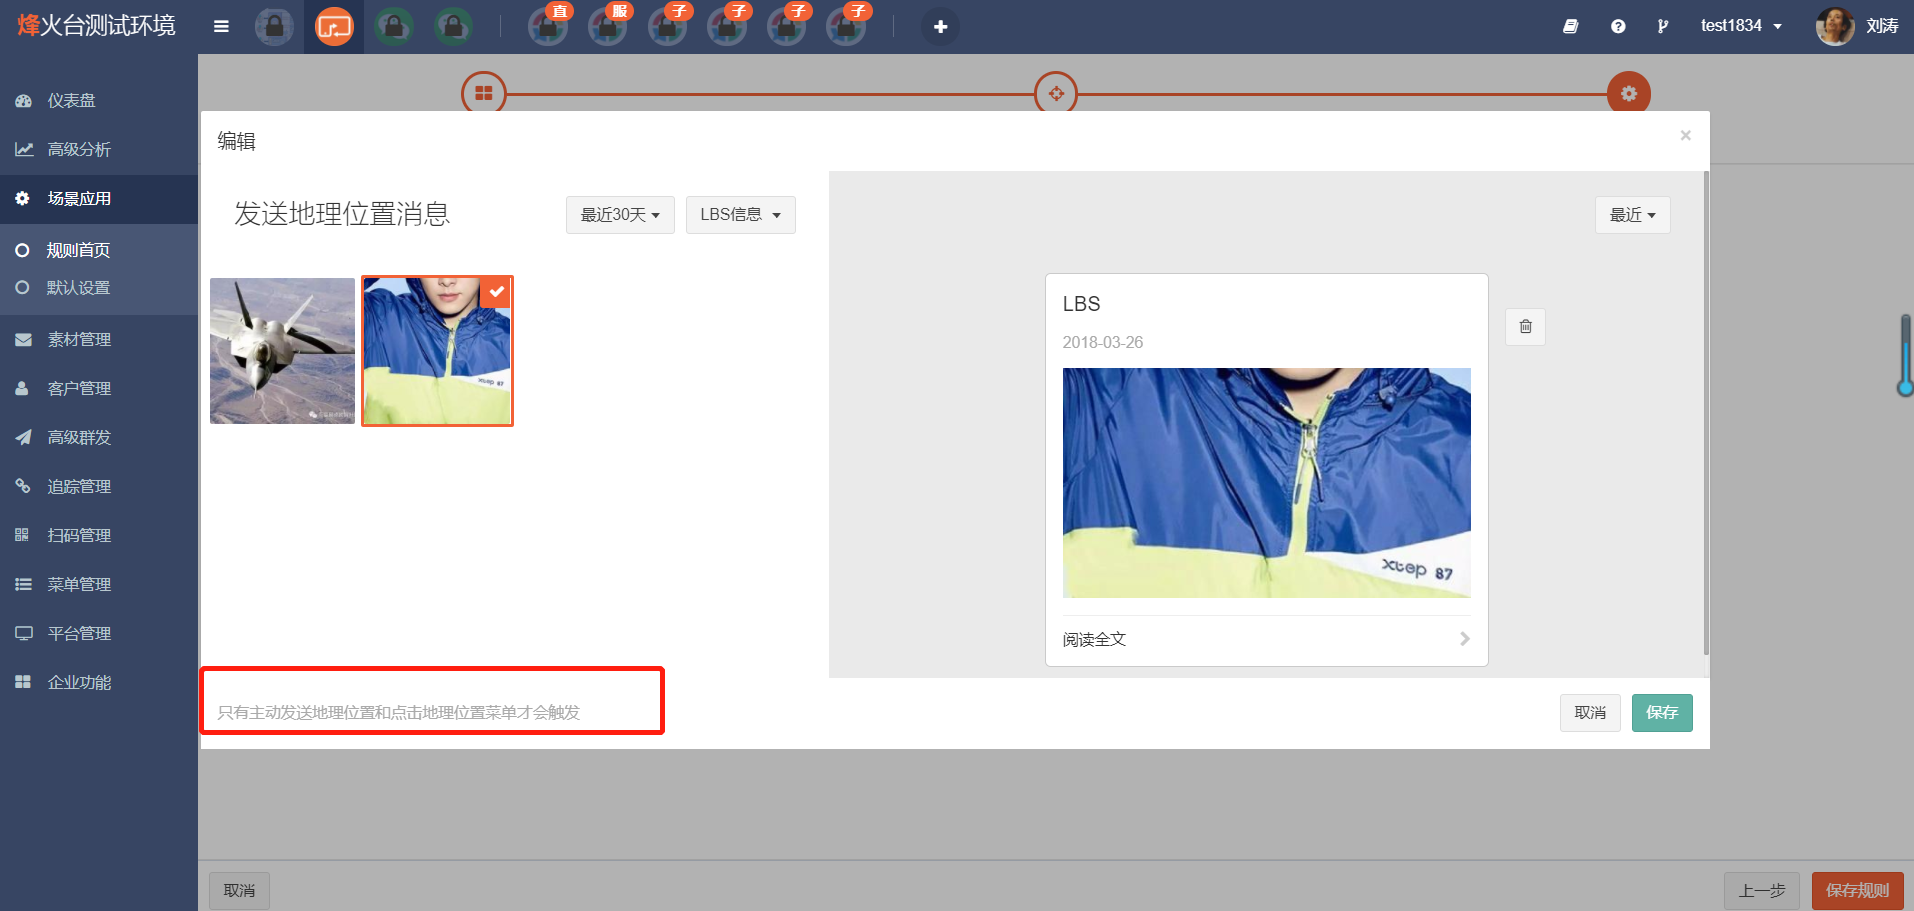 烽火台测试环境
直
服
子
子
子
子
test1834
刘涛
仪表盘
高级分析
场景应用
规则首页
默认设置
素材管理
客户管理
高级群发
追踪管理
扫码管理
菜单管理
平台管理
企业功能
编辑
×
发送地理位置消息
最近30天
LBS信息
最近
xtep 87
LBS
2018-03-26
xtep 87
阅读全文
只有主动发送地理位置和点击地理位置菜单才会触发
取消
保存
取消
上一步
保存规则